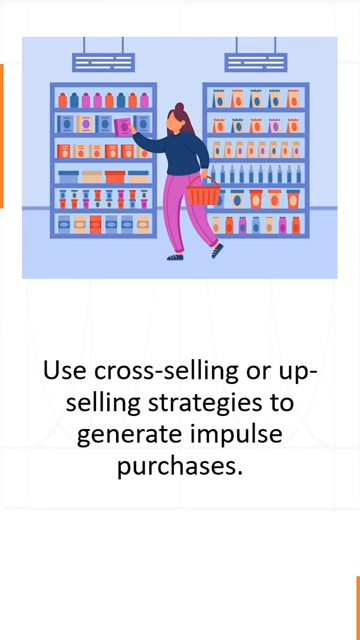 Use cross-selling or up-
selling strategies to
generate impulse
purchases.